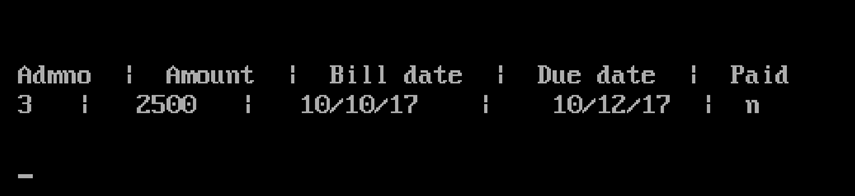 Admno | Amount | Bill date | Due date | Paid
3 | 2500 | 10/10/17 | 10/12/17 | n
_